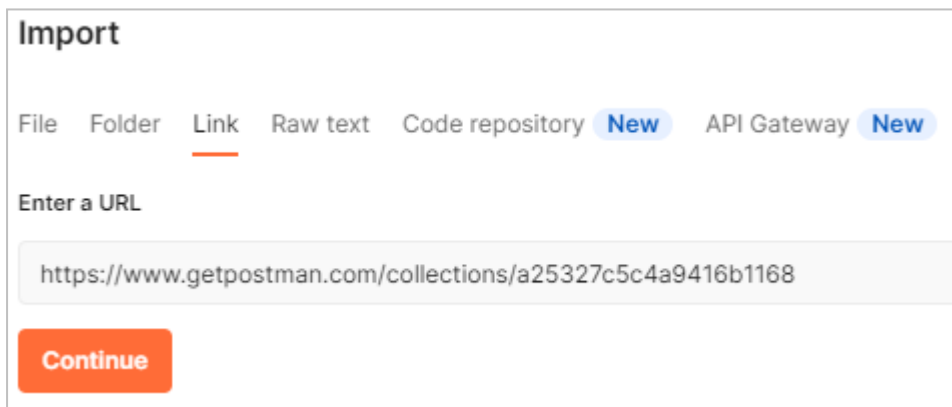 Import
File Folder Link Raw text Code repository New API Gateway New
Enter a URL
https://www.getpostman.com/collections/a25327c5c4a9416b1168
Continue